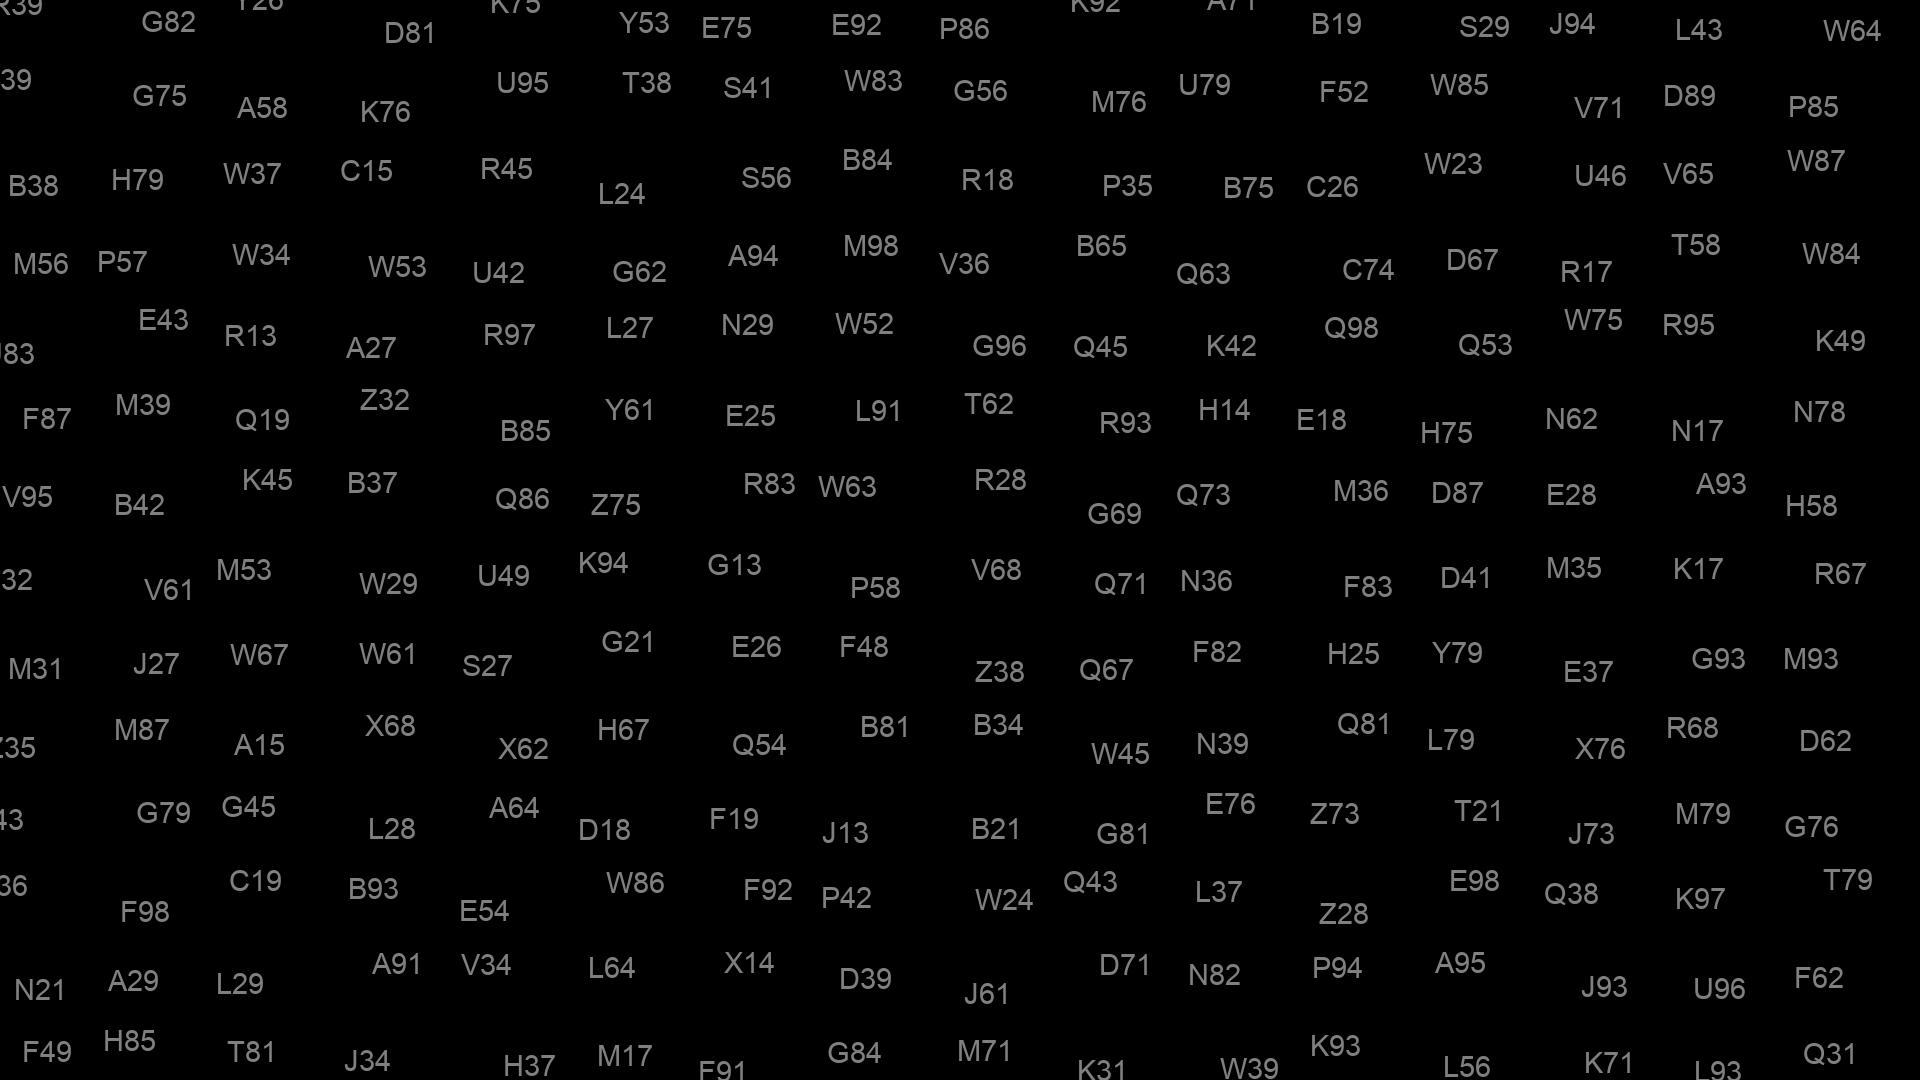 G82 D81 K75 Y53 E75 E92 P86 K92 A71 B19 S29 J94 L43 W64
G75 A58 K76 U95 T38 S41 W83 G56 M76 U79 F52 W85 V71 D89 P85
B38 H79 W37 C15 R45 L24 S56 B84 R18 P35 B75 C26 W23 U46 V65 W87
M56 P57 W34 W53 U42 G62 A94 M98 V36 B65 Q63 C74 D67 R17 T58 W84
E43 R13 A27 R97 L27 N29 W52 G96 Q45 K42 Q98 Q53 W75 R95 K49
F87 M39 Q19 Z32 B85 Y61 E25 L91 T62 R93 H14 E18 H75 N62 N17 N78
V95 B42 K45 B37 Q86 Z75 R83 W63 R28 G69 Q73 M36 D87 E28 A93 H58
V61 M53 W29 U49 K94 G13 P58 V68 Q71 N36 F83 D41 M35 K17 R67
M31 J27 W67 W61 S27 G21 E26 F48 Z38 Q67 F82 H25 Y79 E37 G93 M93
M87 A15 X68 X62 H67 Q54 B81 B34 W45 N39 Q81 L79 X76 R68 D62
G79 G45 L28 A64 D18 F19 J13 B21 G81 E76 Z73 T21 J73 M79 G76
F98 C19 B93 E54 W86 F92 P42 W24 Q43 L37 Z28 E98 Q38 K97 T79
N21 A29 L29 A91 V34 L64 X14 D39 J61 D71 N82 P94 A95 J93 U96 F62
F49 H85 T81 J34 H37 M17 G84 M71 K31 W39 K93 L56 K71 L93 Q31